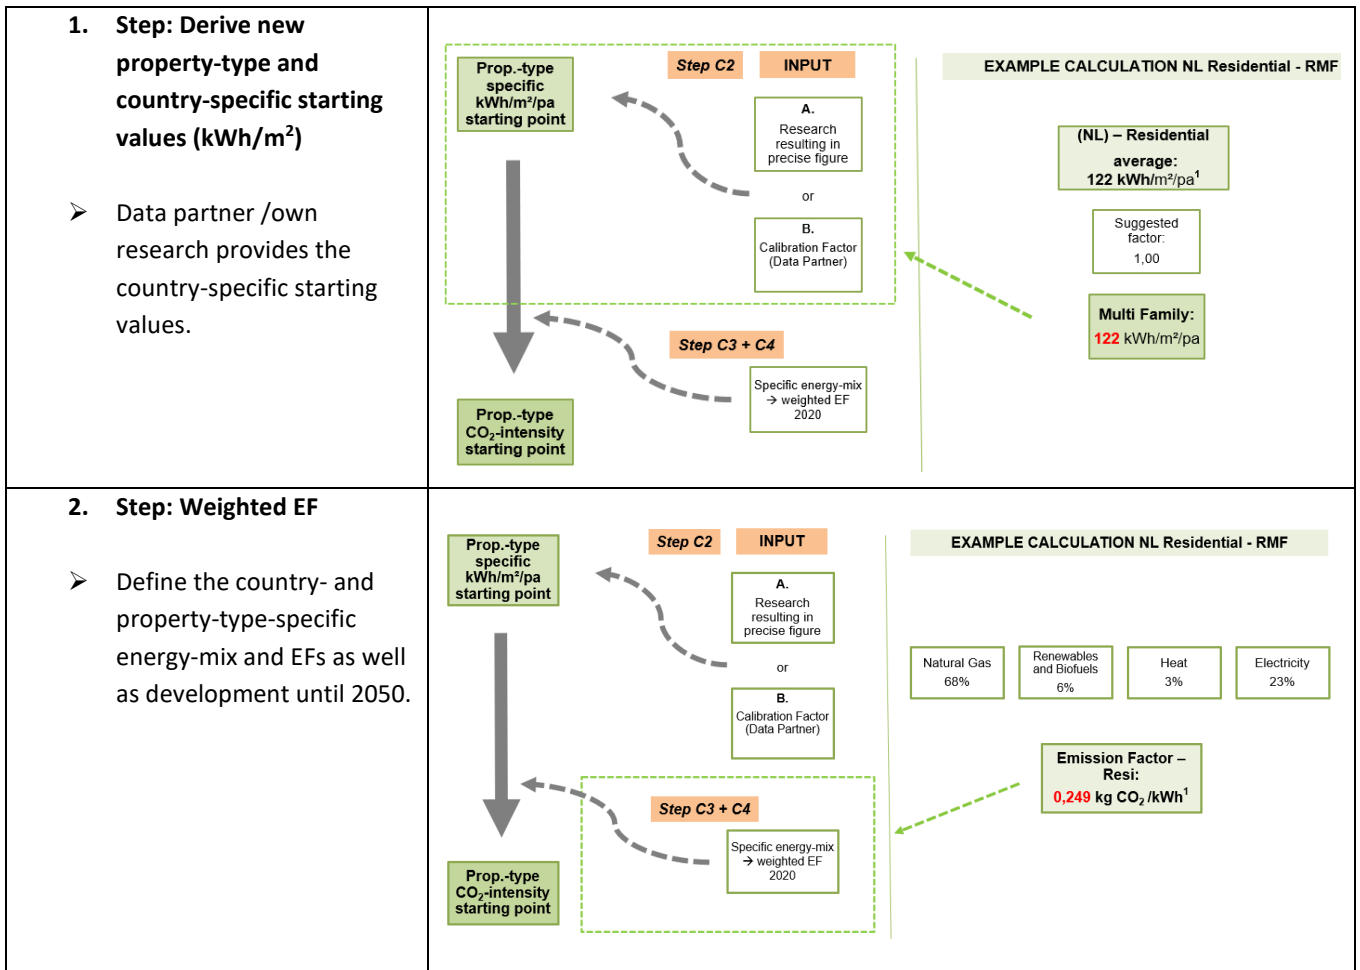 1. Step: Derive new
property-type and
country-specific starting
values (kWh/m²)
➢ Data partner /own
research provides the
country-specific starting
values.
Prop.-type
specific
kWh/m²/pa
starting point
Step C2
INPUT
A.
Research
resulting in
precise figure
or
B.
Calibration Factor
(Data Partner)
Step C3 + C4
Specific energy-mix
→ weighted EF
2020
Prop.-type
CO₂-intensity
starting point
EXAMPLE CALCULATION NL Residential - RMF
(NL) – Residential
average:
122 kWh/m²/pa¹
Suggested
factor:
1,00
Multi Family:
122 kWh/m²/pa
2. Step: Weighted EF
➢ Define the country- and
property-type-specific
energy-mix and EFs as well
as development until 2050.
Prop.-type
specific
kWh/m²/pa
starting point
Step C2
INPUT
A.
Research
resulting in
precise figure
or
B.
Calibration Factor
(Data Partner)
Step C3 + C4
Specific energy-mix
→ weighted EF
2020
Prop.-type
CO₂-intensity
starting point
EXAMPLE CALCULATION NL Residential - RMF
Natural Gas
68%
Renewables
and Biofuels
6%
Heat
3%
Electricity
23%
Emission Factor –
Resi:
0,249 kg CO₂ /kWh¹